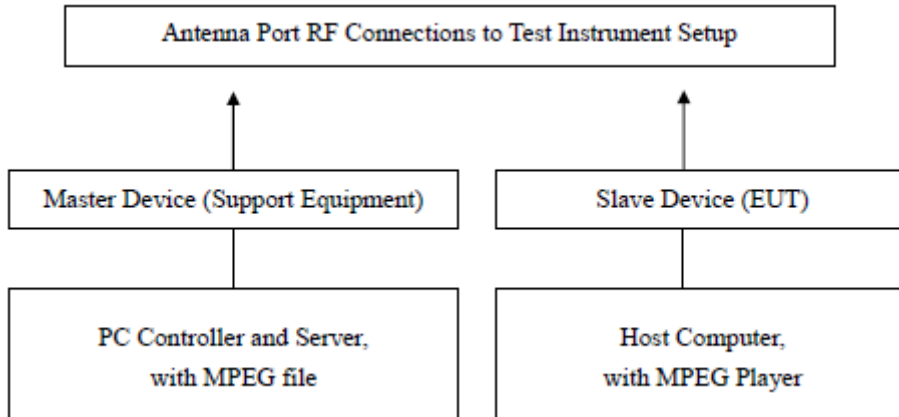 Antenna Port RF Connections to Test Instrument Setup
Master Device (Support Equipment)
Slave Device (EUT)
PC Controller and Server,
with MPEG file
Host Computer,
with MPEG Player